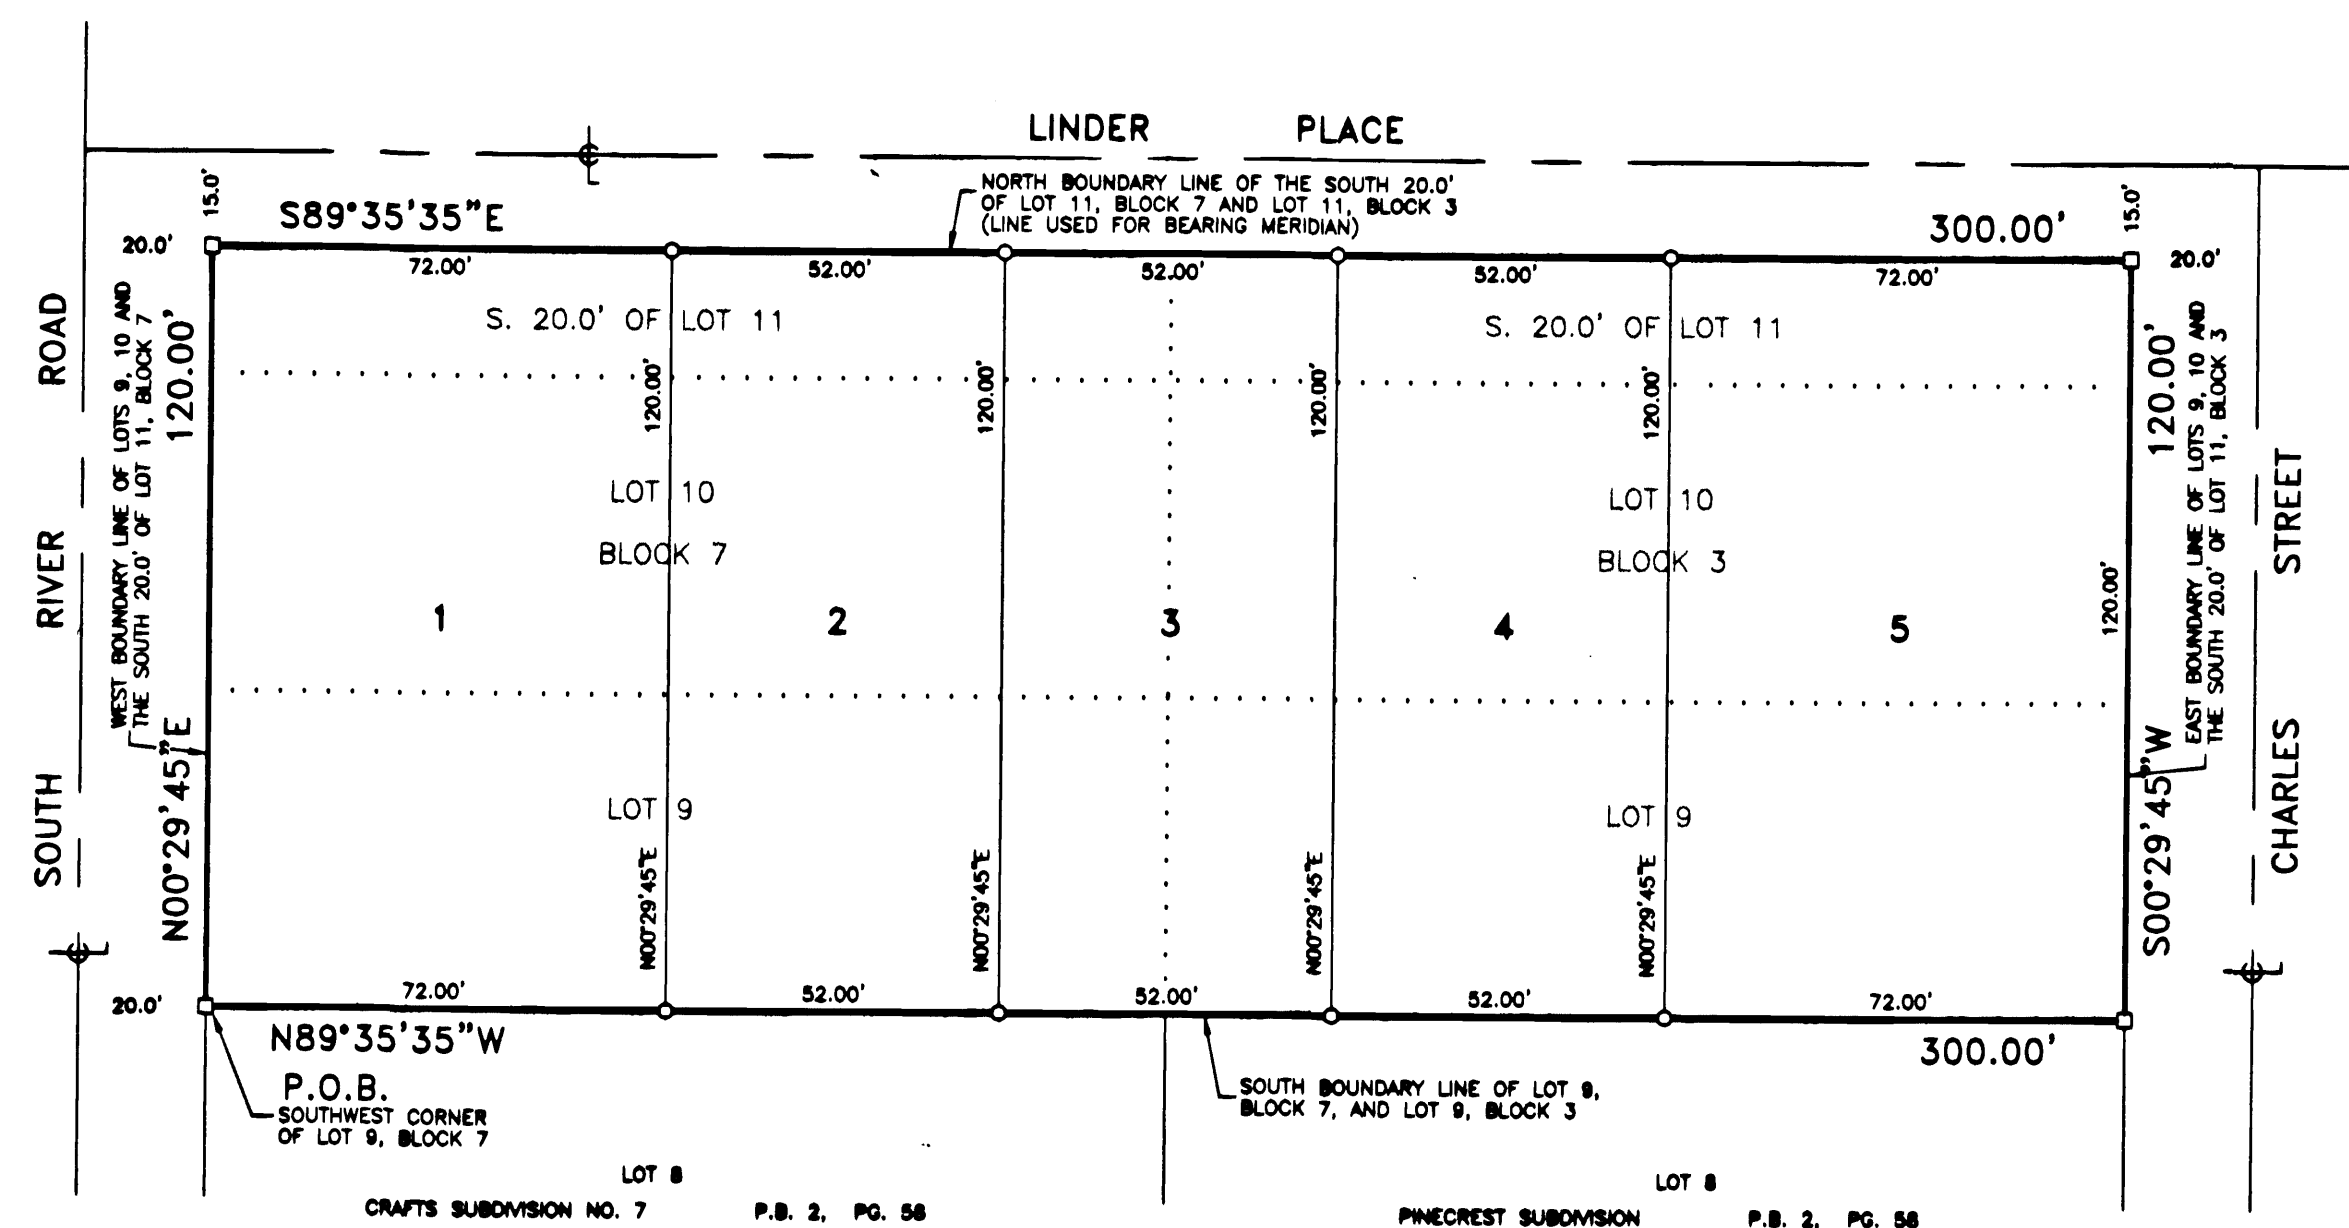 LINDER PLACE
NORTH BOUNDARY LINE OF THE SOUTH 20.0'
OF LOT 11, BLOCK 7 AND LOT 11, BLOCK 3
(LINE USED FOR BEARING MERIDIAN)
15.0'
S89°35'35"E
300.00'
15.0'
20.0'
72.00'
52.00'
52.00'
52.00'
72.00'
20.0'
S. 20.0' OF LOT 11
S. 20.0' OF LOT 11
SOUTH RIVER ROAD
WEST BOUNDARY LINE OF LOTS 9, 10 AND
THE SOUTH 20.0' OF LOT 11, BLOCK 7
N00°29'45"E
120.00'
120.00'
120.00'
120.00'
120.00'
120.00'
120.00'
S00°29'45"W
EAST BOUNDARY LINE OF LOTS 9, 10 AND
THE SOUTH 20.0' OF LOT 11, BLOCK 3
CHARLES STREET
LOT 10
BLOCK 7
LOT 10
BLOCK 3
1
2
3
4
5
LOT 9
LOT 9
N00°29'45"E
N00°29'45"E
N00°29'45"E
N00°29'45"E
20.0'
72.00'
52.00'
52.00'
52.00'
72.00'
N89°35'35"W
300.00'
P.O.B.
SOUTHWEST CORNER
OF LOT 9, BLOCK 7
SOUTH BOUNDARY LINE OF LOT 9,
BLOCK 7, AND LOT 9, BLOCK 3
LOT 8
LOT 8
CRAFTS SUBDIVISION NO. 7 P.B. 2, PG. 58
PINECREST SUBDIVISION P.B. 2, PG. 58